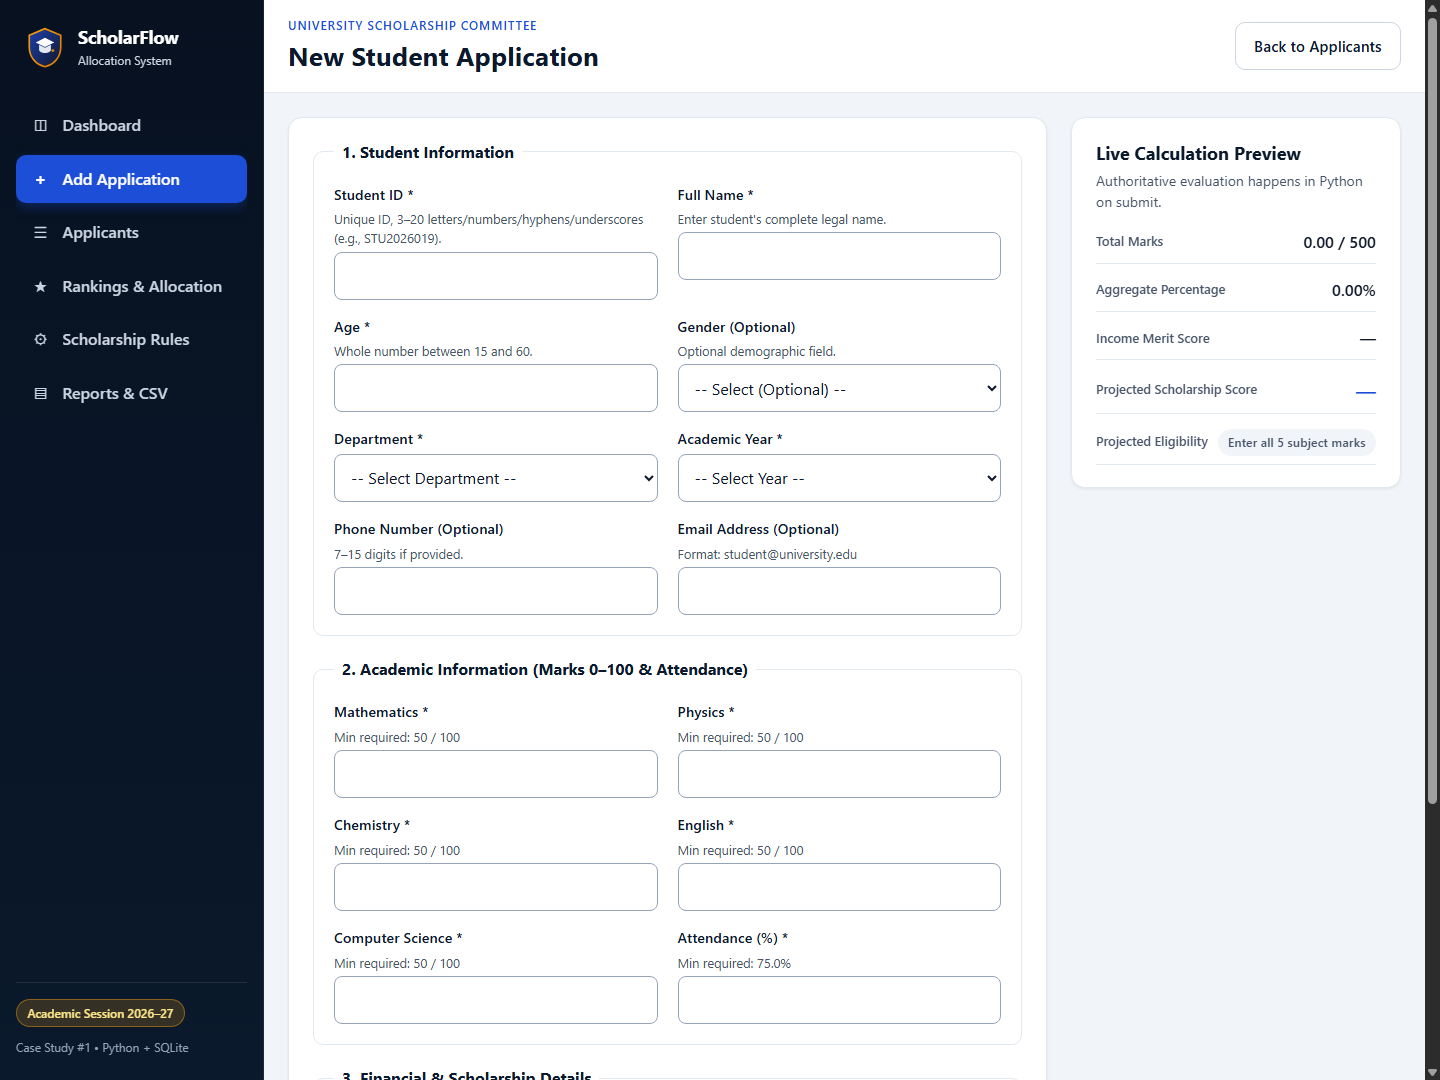 ScholarFlow
Allocation System
Dashboard
+ Add Application
Applicants
Rankings & Allocation
Scholarship Rules
Reports & CSV
Academic Session 2026–27
Case Study #1 • Python + SQLite
UNIVERSITY SCHOLARSHIP COMMITTEE
New Student Application
Back to Applicants
1. Student Information
Student ID *
Unique ID, 3–20 letters/numbers/hyphens/underscores
(e.g., STU2026019).
Full Name *
Enter student's complete legal name.
Age *
Whole number between 15 and 60.
Gender (Optional)
Optional demographic field.
-- Select (Optional) --
Department *
-- Select Department --
Academic Year *
-- Select Year --
Phone Number (Optional)
7–15 digits if provided.
Email Address (Optional)
Format: student@university.edu
2. Academic Information (Marks 0–100 & Attendance)
Mathematics *
Min required: 50 / 100
Physics *
Min required: 50 / 100
Chemistry *
Min required: 50 / 100
English *
Min required: 50 / 100
Computer Science *
Min required: 50 / 100
Attendance (%) *
Min required: 75.0%
3. Financial & Scholarship Details
Live Calculation Preview
Authoritative evaluation happens in Python
on submit.
Total Marks 0.00 / 500
Aggregate Percentage 0.00%
Income Merit Score —
Projected Scholarship Score —
Projected Eligibility Enter all 5 subject marks